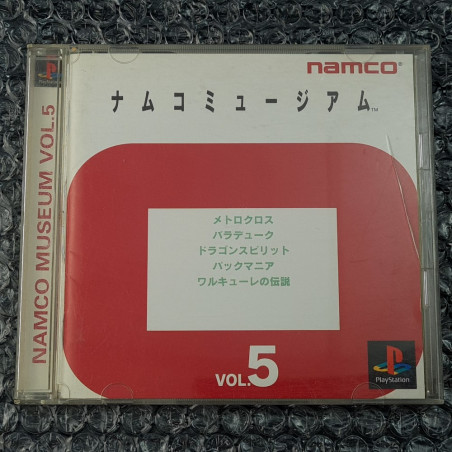 NAMCO MUSEUM VOL.5
namco®
ナムコミュージアム™
メトロクロス
バラデューク
ドラゴンスピリット
パックマニア
ワルキューレの伝説
VOL.5
PlayStation